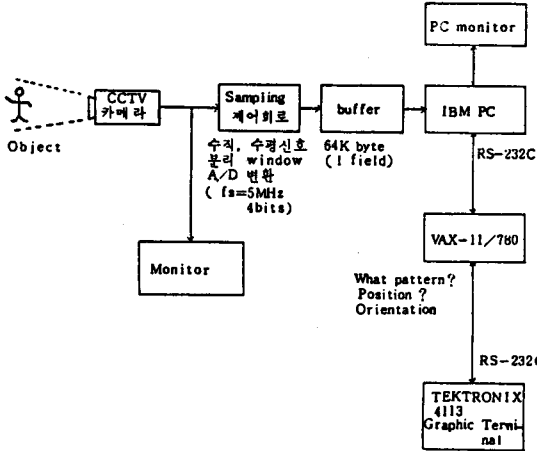 PC monitor
CCTV
카메라
Sampling
제어회로
buffer
IBM PC
Object
수직, 수평신호
분리 window
A/D 변환
( fs=5MHz
4bits)
64K byte
( 1 field)
RS-232C
Monitor
VAX-11/780
What pattern?
Position ?
Orientation
RS-232C
TEKTRONIX
4113
Graphic Termi-
nal